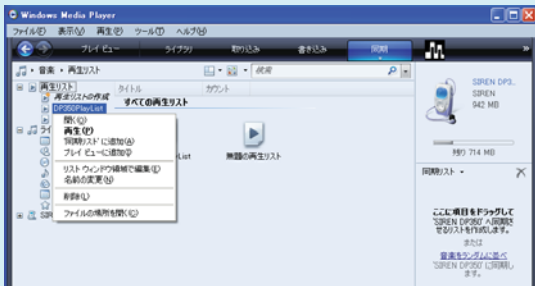 Windows Media Player
ファイル(F) 表示(V) 再生(P) ツール(T) ヘルプ(H)
プレイ ビュー ライブラリ 取り込み 書き込み 同期
音楽 ▸ 再生リスト
検索
再生リスト
再生リストの作成
DP350PlayList
タイトル カウント
すべての再生リスト
開く(O)
再生(P)
'同期リスト' に追加(A)
プレイ ビューに追加
リスト ウィンドウ領域で編集(E)
名前の変更(N)
削除(L)
ファイルの場所を開く(O)
無題の再生リスト
SIREN DP3..
SIREN
942 MB
残り 714 MB
同期リスト
ここに項目をドラッグして
'SIREN DP350' へ同期さ
せるリストを作成します。
または
音楽をランダムに並べ
'SIREN DP350' に同期し
ます。